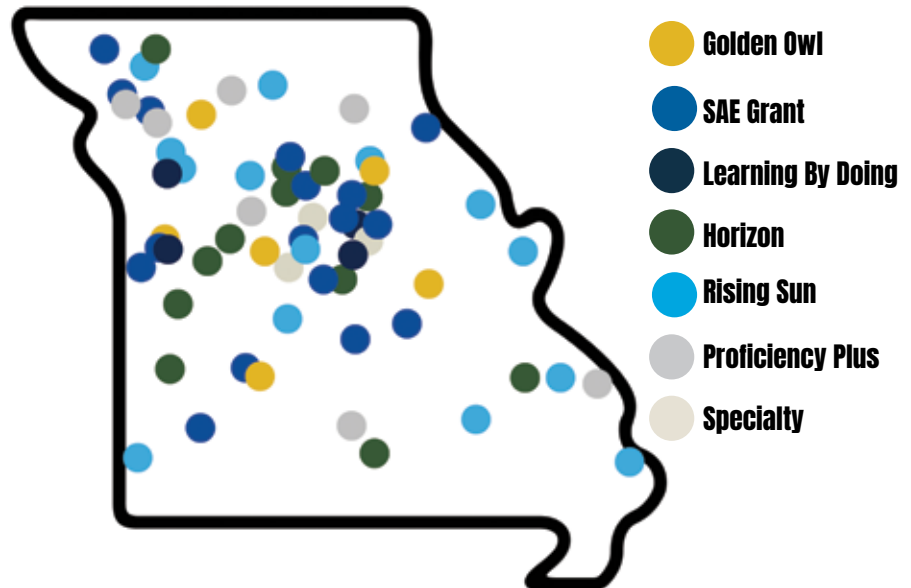 Golden Owl
SAE Grant
Learning By Doing
Horizon
Rising Sun
Proficiency Plus
Specialty